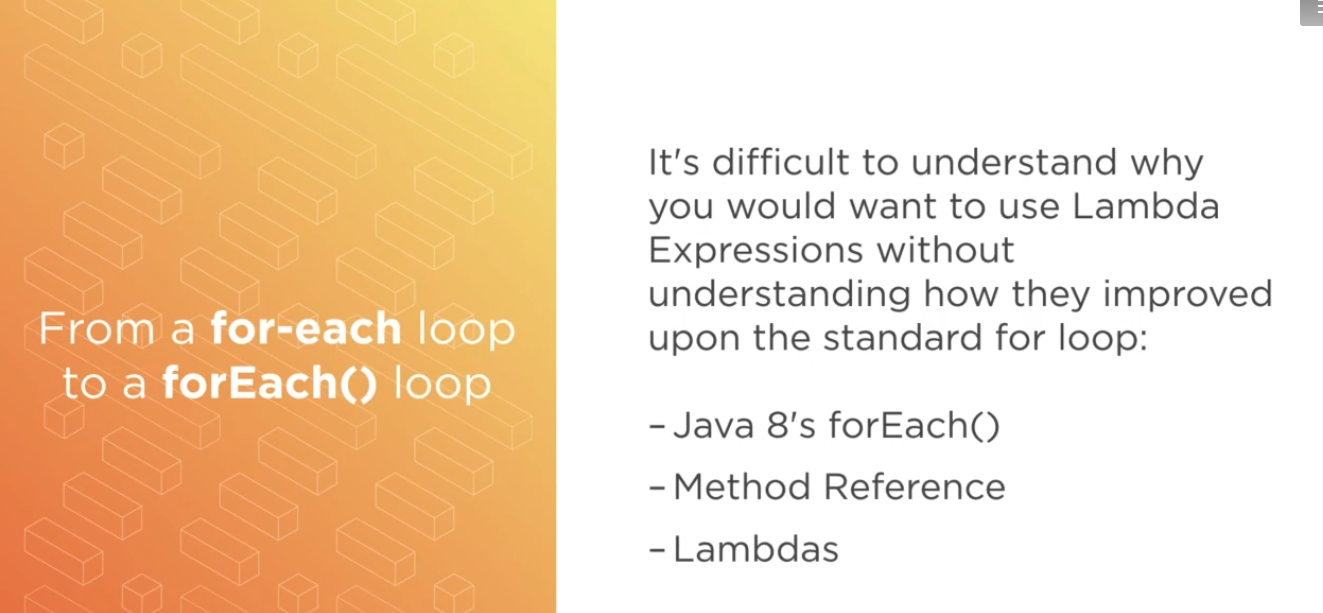 From a for-each loop
to a forEach() loop
It's difficult to understand why
you would want to use Lambda
Expressions without
understanding how they improved
upon the standard for loop:
– Java 8's forEach()
– Method Reference
– Lambdas